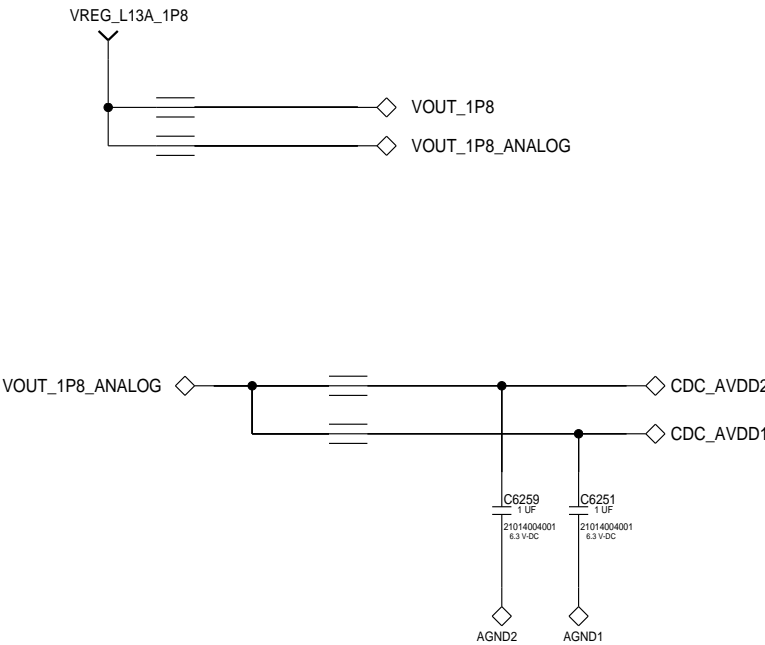 VREG_L13A_1P8
VOUT_1P8
VOUT_1P8_ANALOG
VOUT_1P8_ANALOG
CDC_AVDD2
CDC_AVDD1
C6259
1 UF
21014004001
6.3 V-DC
C6251
1 UF
21014004001
6.3 V-DC
AGND2
AGND1